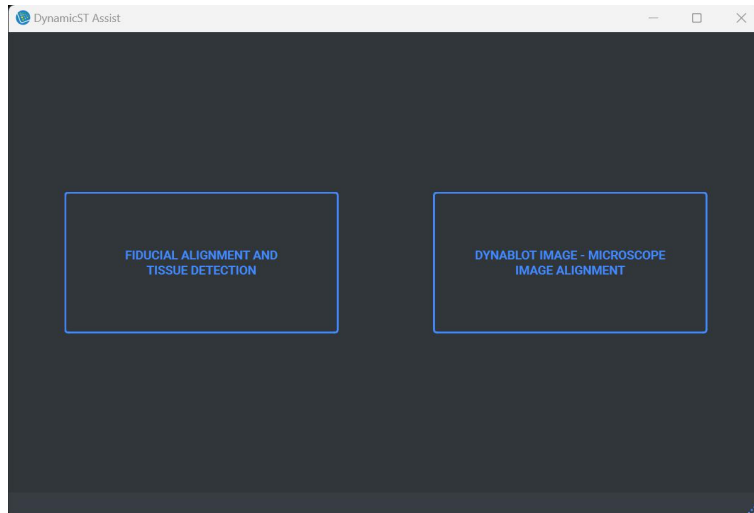 DynamicST Assist
FIDUCIAL ALIGNMENT AND
TISSUE DETECTION
DYNABLOT IMAGE - MICROSCOPE
IMAGE ALIGNMENT